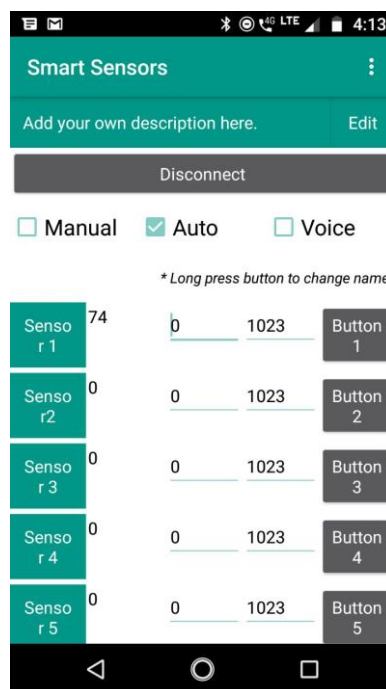 4G LTE 4:13
Smart Sensors
Add your own description here. Edit
Disconnect
Manual Auto Voice
* Long press button to change name
Senso 74 0 1023 Button
r 1 1
Senso 0 0 1023 Button
r2 2
Senso 0 0 1023 Button
r 3 3
Senso 0 0 1023 Button
r 4 4
Senso 0 0 1023 Button
r 5 5